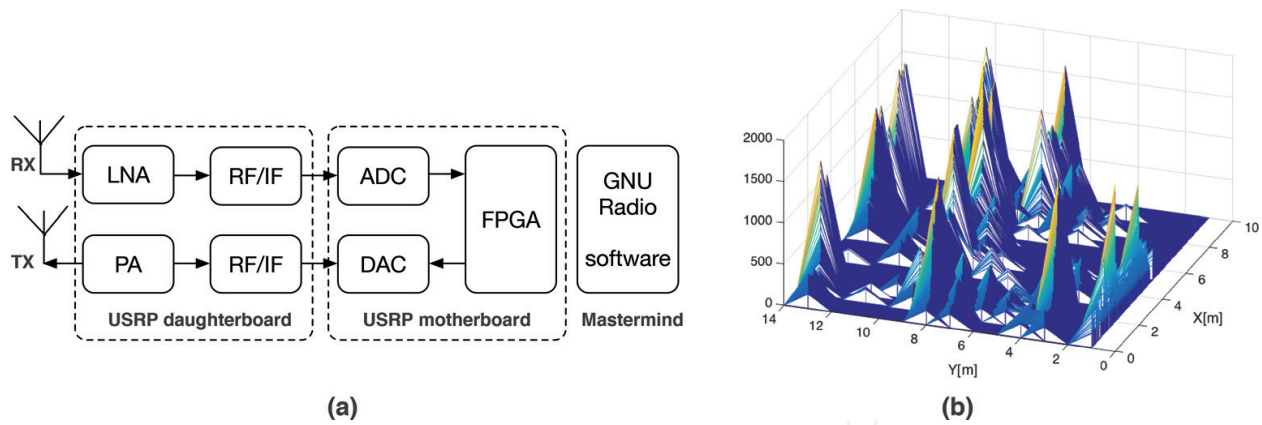 RX
LNA
RF/IF
ADC
FPGA
GNU
Radio
software
TX
PA
RF/IF
DAC
USRP daughterboard
USRP motherboard
Mastermind
(a)
2000
1500
1000
500
0
14
12
10
8
6
4
2
0
Y[m]
0
2
4
6
8
10
X[m]
(b)